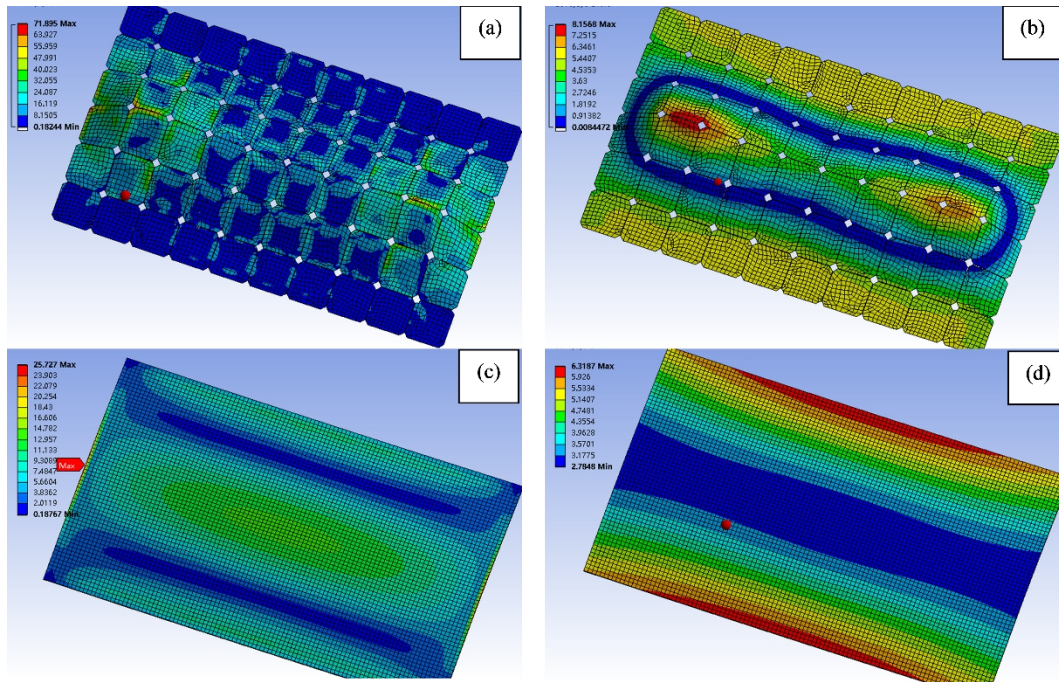 (a)
71.895 Max
63.927
55.959
47.991
40.023
32.055
24.087
16.119
8.1505
0.18244 Min
(b)
8.1568 Max
7.2515
6.3461
5.4407
4.5353
3.63
2.7246
1.8192
0.91382
0.0084472 Min
(c)
25.727 Max
23.903
22.079
20.254
18.43
16.606
14.782
12.957
11.133
9.3089
7.4847
5.6604
3.8362
2.0119
0.18767 Min
Max
(d)
6.3187 Max
5.926
5.5334
5.1407
4.7481
4.3554
3.9628
3.5701
3.1775
2.7848 Min